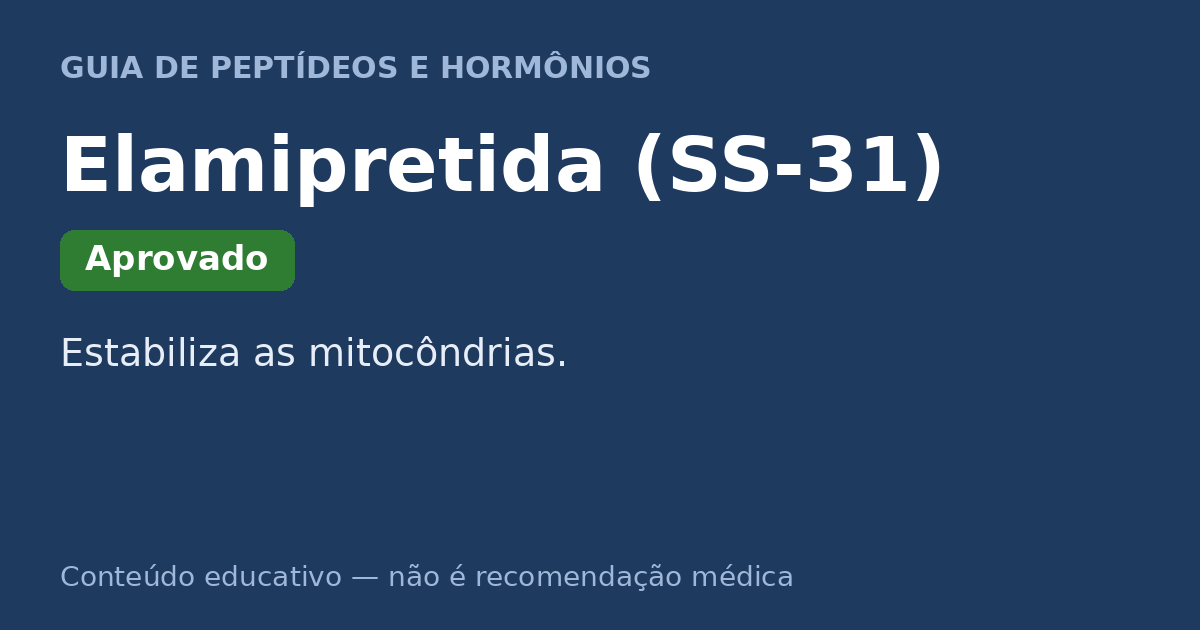 GUIA DE PEPTÍDEOS E HORMÔNIOS
Elamipretida (SS-31)
Aprovado
Estabiliza as mitocôndrias.
Conteúdo educativo — não é recomendação médica